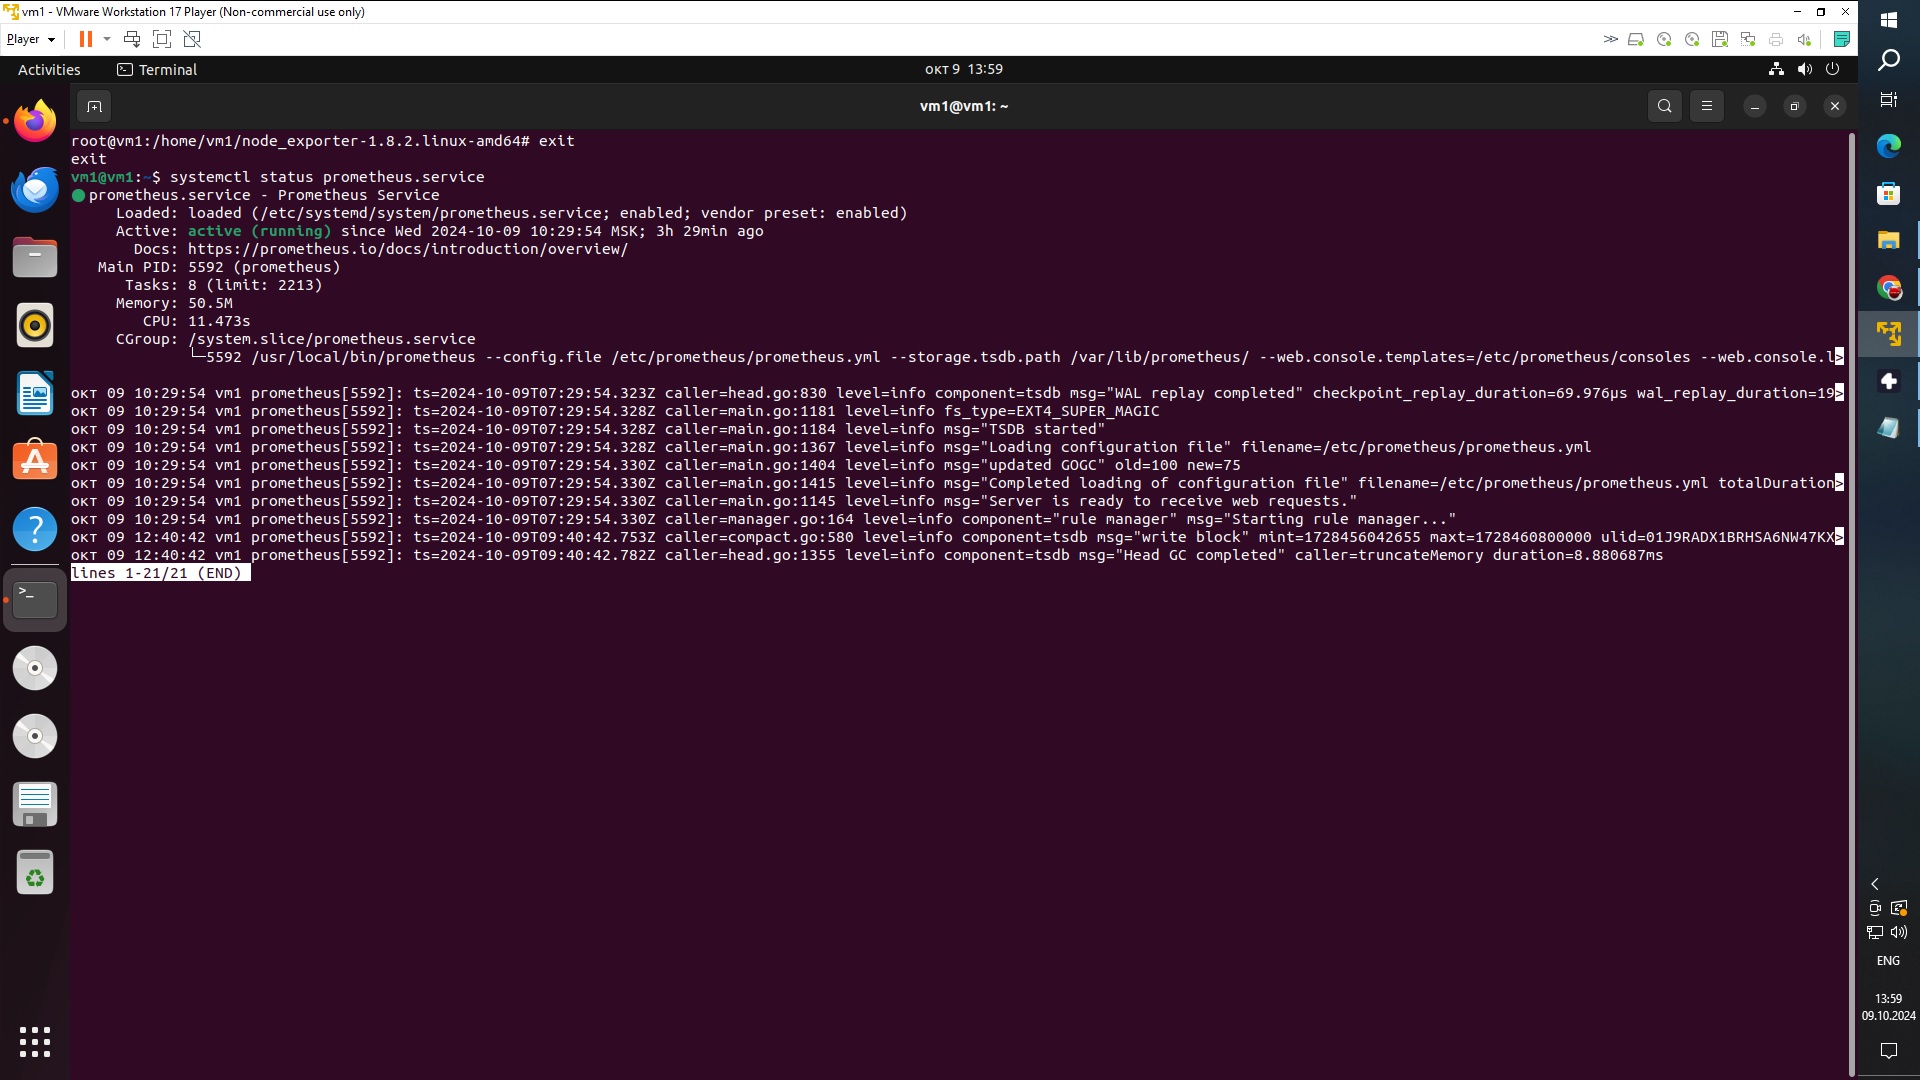 vm1 - VMware Workstation 17 Player (Non-commercial use only)
Player
Activities
Terminal
окт 9 13:59
vm1@vm1: ~
root@vm1:/home/vm1/node_exporter-1.8.2.linux-amd64# exit
exit
vm1@vm1:~$ systemctl status prometheus.service
prometheus.service - Prometheus Service
Loaded: loaded (/etc/systemd/system/prometheus.service; enabled; vendor preset: enabled)
Active: active (running) since Wed 2024-10-09 10:29:54 MSK; 3h 29min ago
Docs: https://prometheus.io/docs/introduction/overview/
Main PID: 5592 (prometheus)
Tasks: 8 (limit: 2213)
Memory: 50.5M
CPU: 11.473s
CGroup: /system.slice/prometheus.service
└─5592 /usr/local/bin/prometheus --config.file /etc/prometheus/prometheus.yml --storage.tsdb.path /var/lib/prometheus/ --web.console.templates=/etc/prometheus/consoles --web.console.l>
окт 09 10:29:54 vm1 prometheus[5592]: ts=2024-10-09T07:29:54.323Z caller=head.go:830 level=info component=tsdb msg="WAL replay completed" checkpoint_replay_duration=69.976µs wal_replay_duration=19>
окт 09 10:29:54 vm1 prometheus[5592]: ts=2024-10-09T07:29:54.328Z caller=main.go:1181 level=info fs_type=EXT4_SUPER_MAGIC
окт 09 10:29:54 vm1 prometheus[5592]: ts=2024-10-09T07:29:54.328Z caller=main.go:1184 level=info msg="TSDB started"
окт 09 10:29:54 vm1 prometheus[5592]: ts=2024-10-09T07:29:54.328Z caller=main.go:1367 level=info msg="Loading configuration file" filename=/etc/prometheus/prometheus.yml
окт 09 10:29:54 vm1 prometheus[5592]: ts=2024-10-09T07:29:54.330Z caller=main.go:1404 level=info msg="updated GOGC" old=100 new=75
окт 09 10:29:54 vm1 prometheus[5592]: ts=2024-10-09T07:29:54.330Z caller=main.go:1415 level=info msg="Completed loading of configuration file" filename=/etc/prometheus/prometheus.yml totalDuration>
окт 09 10:29:54 vm1 prometheus[5592]: ts=2024-10-09T07:29:54.330Z caller=main.go:1145 level=info msg="Server is ready to receive web requests."
окт 09 10:29:54 vm1 prometheus[5592]: ts=2024-10-09T07:29:54.330Z caller=manager.go:164 level=info component="rule manager" msg="Starting rule manager..."
окт 09 12:40:42 vm1 prometheus[5592]: ts=2024-10-09T09:40:42.753Z caller=compact.go:580 level=info component=tsdb msg="write block" mint=1728456042655 maxt=1728460800000 ulid=01J9RADX1BRHSA6NW47KX>
окт 09 12:40:42 vm1 prometheus[5592]: ts=2024-10-09T09:40:42.782Z caller=head.go:1355 level=info component=tsdb msg="Head GC completed" caller=truncateMemory duration=8.880687ms
lines 1-21/21 (END)
ENG
13:59
09.10.2024